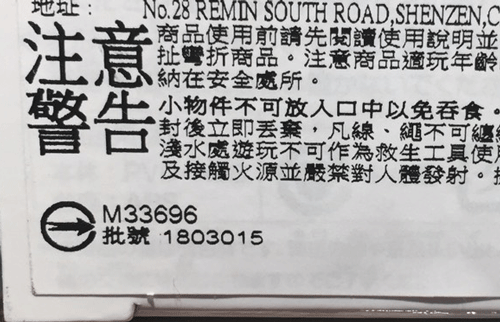 地址: No.28 REMIN SOUTH ROAD,SHENZEN,C
注意
警告
商品使用前請先閱讀使用說明並
扯彎折商品。注意商品適玩年齡
納在安全處所。
小物件不可放入口中以免吞食。
封後立即丟棄，凡線、繩不可纏
淺水處遊玩不可作為救生工具使用
及接觸火源並嚴禁對人體發射。
M33696
批號 1803015